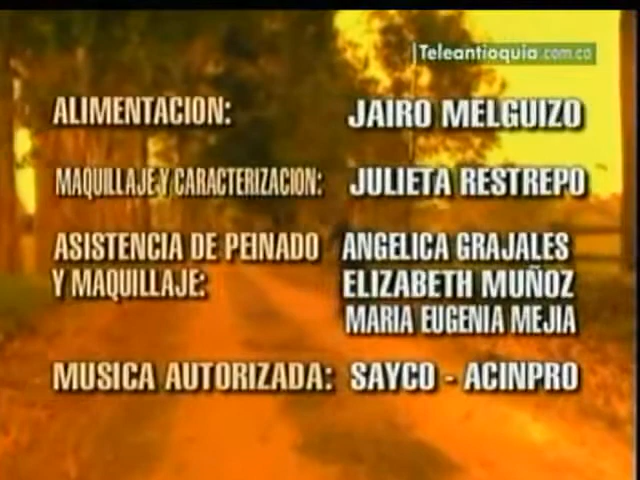 Teleantioquia.com.co
ALIMENTACION: JAIRO MELGUIZO
MAQUILLAJE Y CARACTERIZACION: JULIETA RESTREPO
ASISTENCIA DE PEINADO ANGELICA GRAJALES
Y MAQUILLAJE: ELIZABETH MUÑOZ
MARIA EUGENIA MEJIA
MUSICA AUTORIZADA: SAYCO - ACINPRO